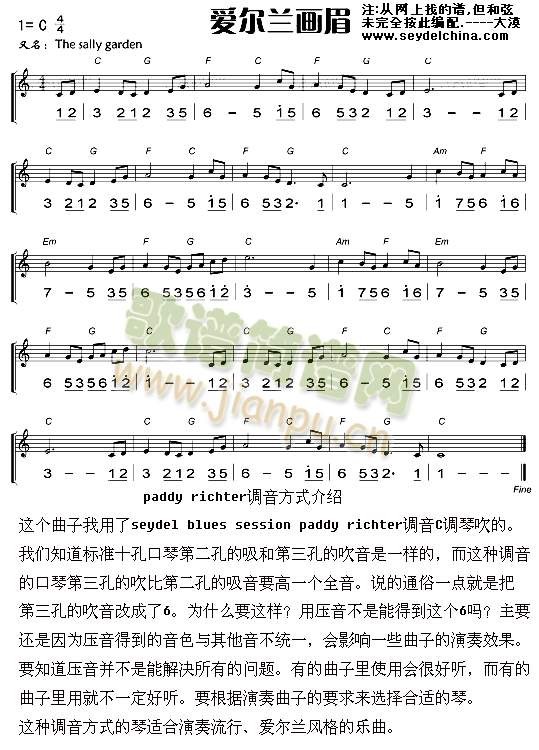 爱尔兰画眉
注:从网上找的谱,但和弦
未完全按此编配.----大漠
www.seydelchina.com
1= C 4/4
又名: The sally garden
C G F G F G C
1 2 3 2 1 2 3 5 6 - 5 1 5 6 5 3 2 1 2 3 - - 1 2
C G F G F G C Am F
3 2 1 2 3 5 6 - 5 1 5 6 5 3 2 · 1 1 - - 5 1 7 5 6 1 6
Em F G C Am F Em
7 - 5 3 5 6 5 3 5 6 1 2 3 - - 5 1 7 5 6 1 6 7 - 5 3 5
F G C C G F G F G
6 5 3 5 6 1 2 1 - - 1 2 3 2 1 2 3 5 6 - 5 1 5 6 5 3 2 1 2
C C G F G F G C
3 - - 1 2 3 2 1 2 3 5 6 - 5 1 5 6 5 3 2 · 1 1 - -
Fine
歌谱简谱网
www.jianpu.cn
paddy richter调音方式介绍
这个曲子我用了seydel blues session paddy richter调音C调琴吹的。
我们知道标准十孔口琴第二孔的吸和第三孔的吹音是一样的，而这种调音
的口琴第三孔的吹比第二孔的吸音要高一个全音。说的通俗一点就是把
第三孔的吹音改成了6。为什么要这样？用压音不是能得到这个6吗？主要
还是因为压音得到的音色与其他音不统一，会影响一些曲子的演奏效果。
要知道压音并不是能解决所有的问题。有的曲子里使用会很好听，而有的
曲子里用就不一定好听。要根据演奏曲子的要求来选择合适的琴。
这种调音方式的琴适合演奏流行、爱尔兰风格的乐曲。